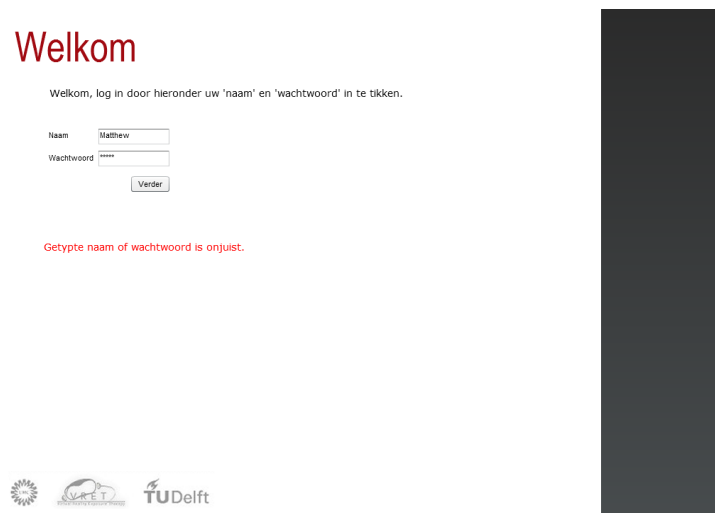 Welkom
Welkom, log in door hieronder uw 'naam' en 'wachtwoord' in te tikken.
Naam Matthew
Wachtwoord *****
Verder
Getypte naam of wachtwoord is onjuist.
VRET
TUDelft